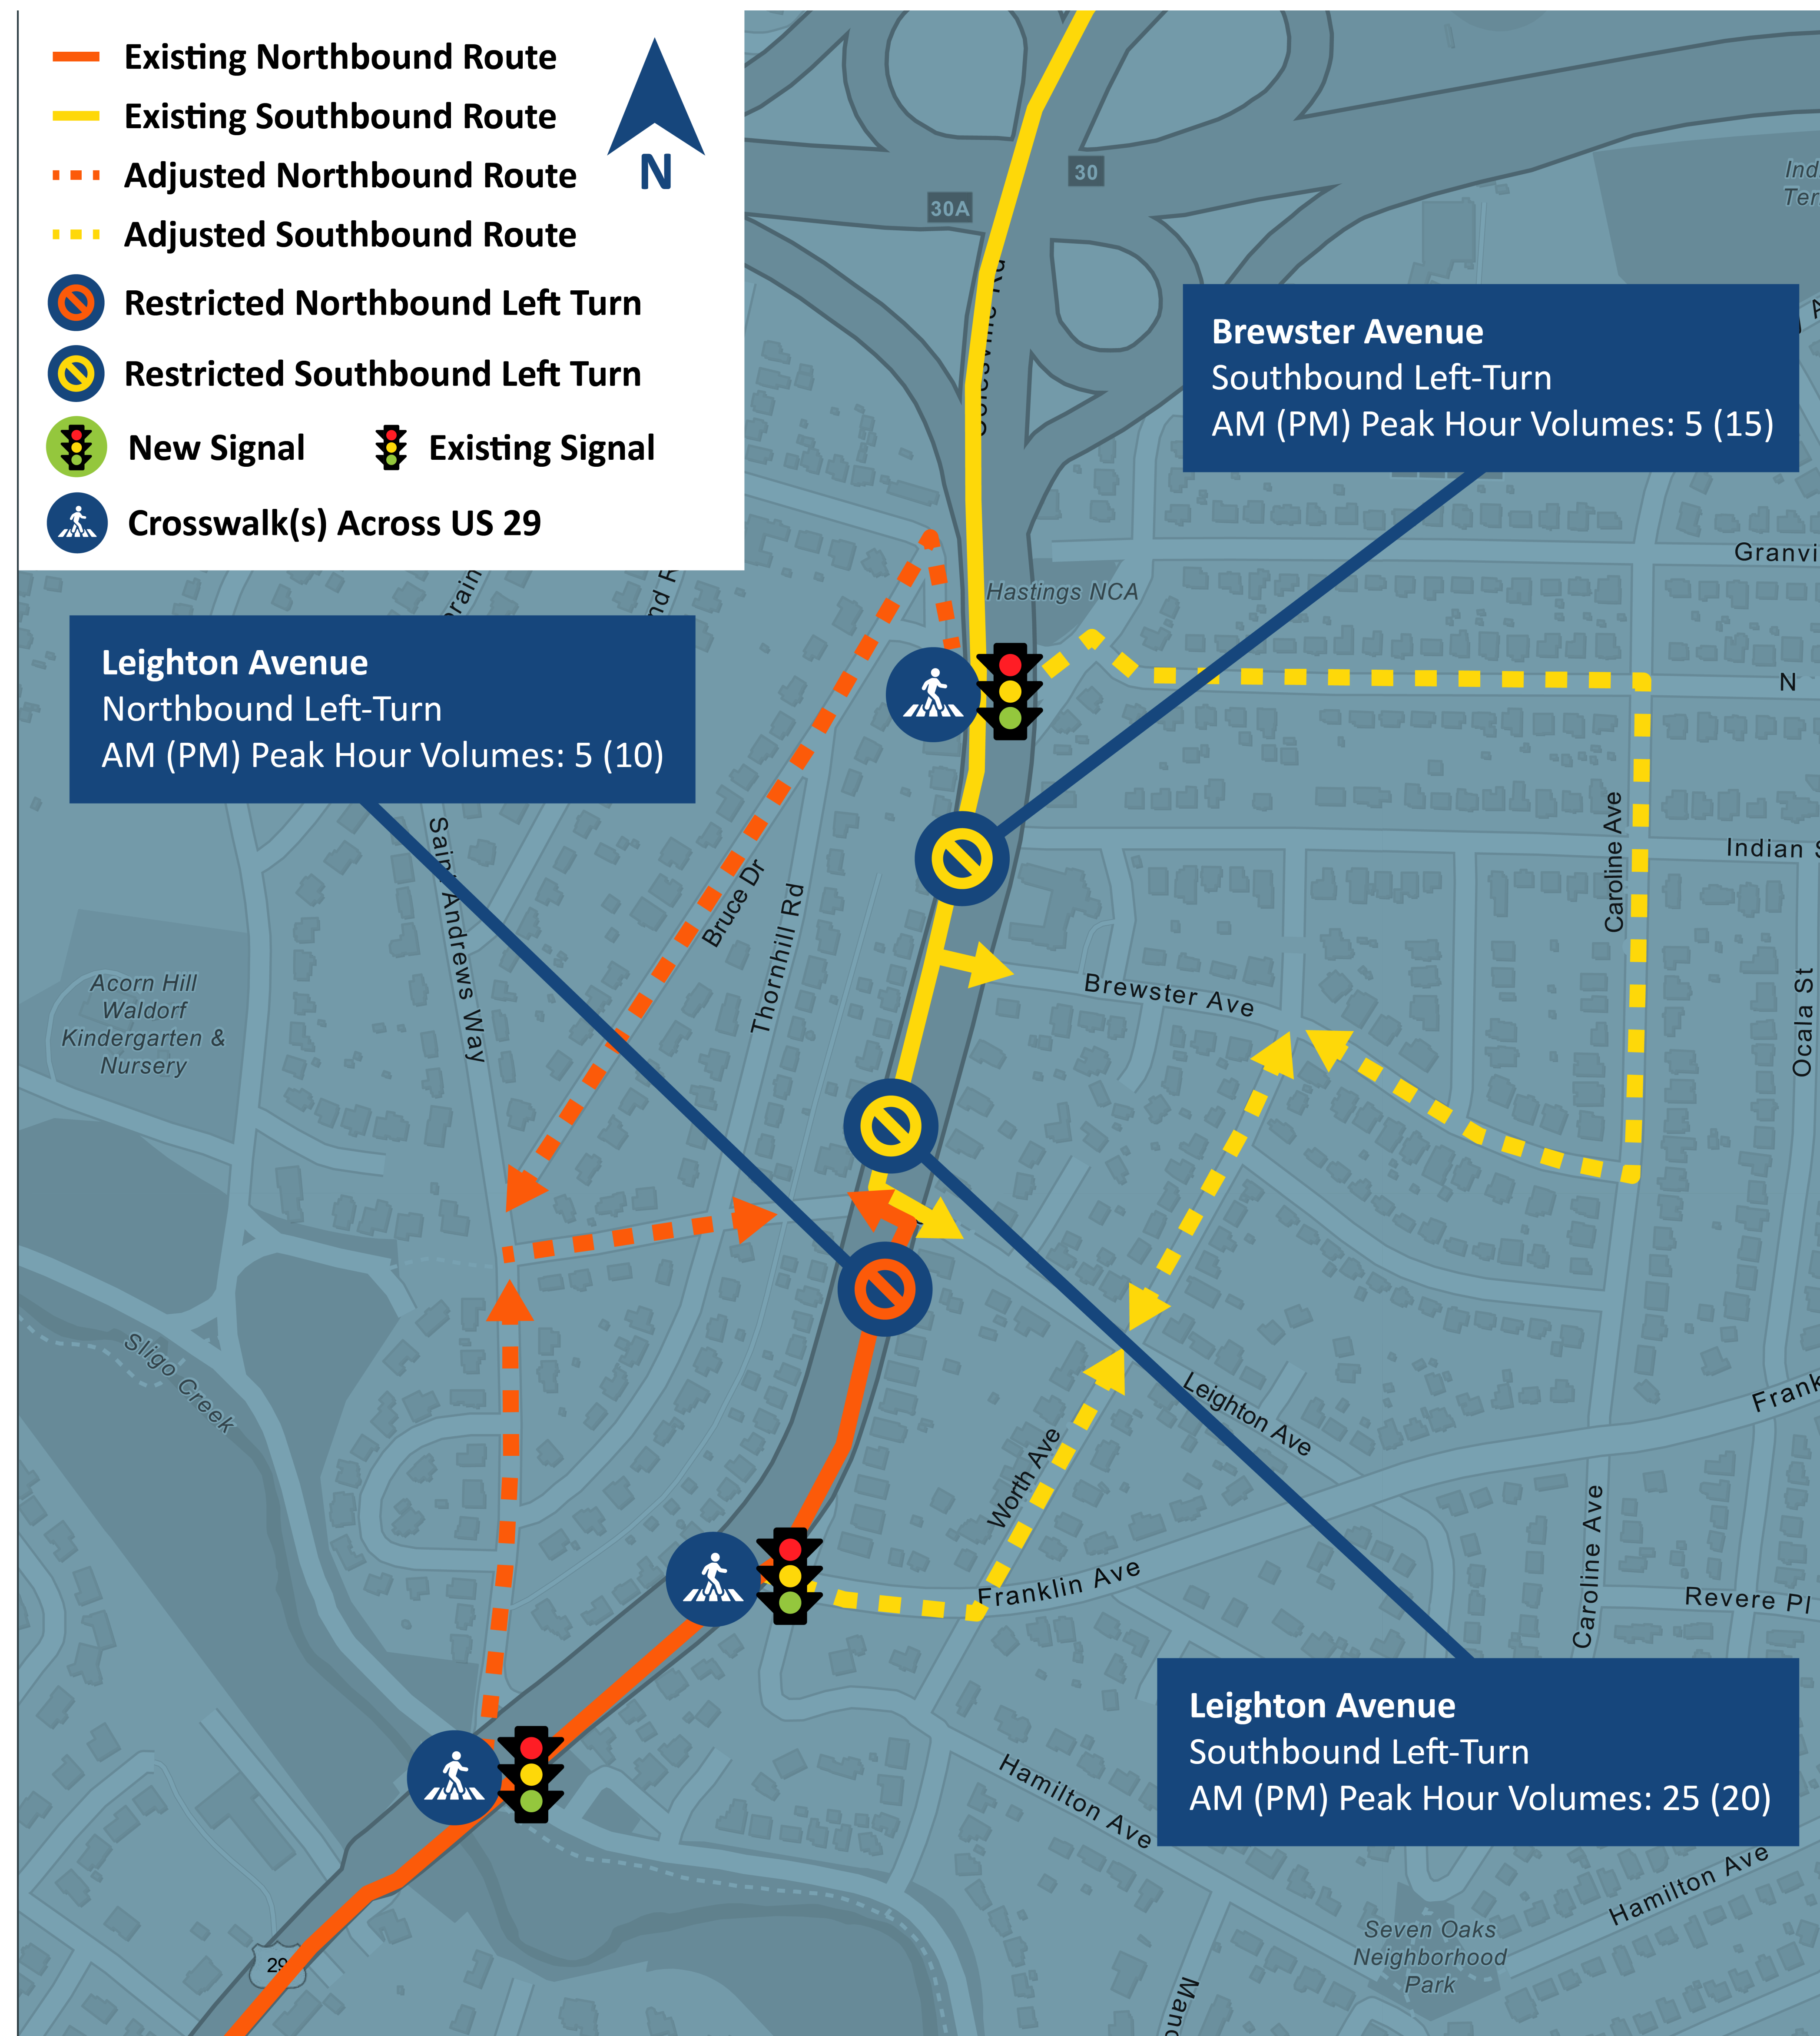 Existing Northbound Route
Existing Southbound Route
Adjusted Northbound Route
Adjusted Southbound Route
Restricted Northbound Left Turn
Restricted Southbound Left Turn
New Signal
Existing Signal
Crosswalk(s) Across US 29
N
30
30A
Brewster Avenue
Southbound Left-Turn
AM (PM) Peak Hour Volumes: 5 (15)
Granvi
Hastings NCA
Leighton Avenue
Northbound Left-Turn
AM (PM) Peak Hour Volumes: 5 (10)
N
Indian S
Caroline Ave
Saint Andrews Way
Bruce Dr
Thornhill Rd
Acorn Hill
Waldorf
Kindergarten &
Nursery
Brewster Ave
Ocala St
Sligo Creek
Leighton Ave
Frank
Worth Ave
Franklin Ave
Caroline Ave
Revere Pl
Leighton Avenue
Southbound Left-Turn
AM (PM) Peak Hour Volumes: 25 (20)
Hamilton Ave
Hamilton Ave
Seven Oaks
Neighborhood
Park
29